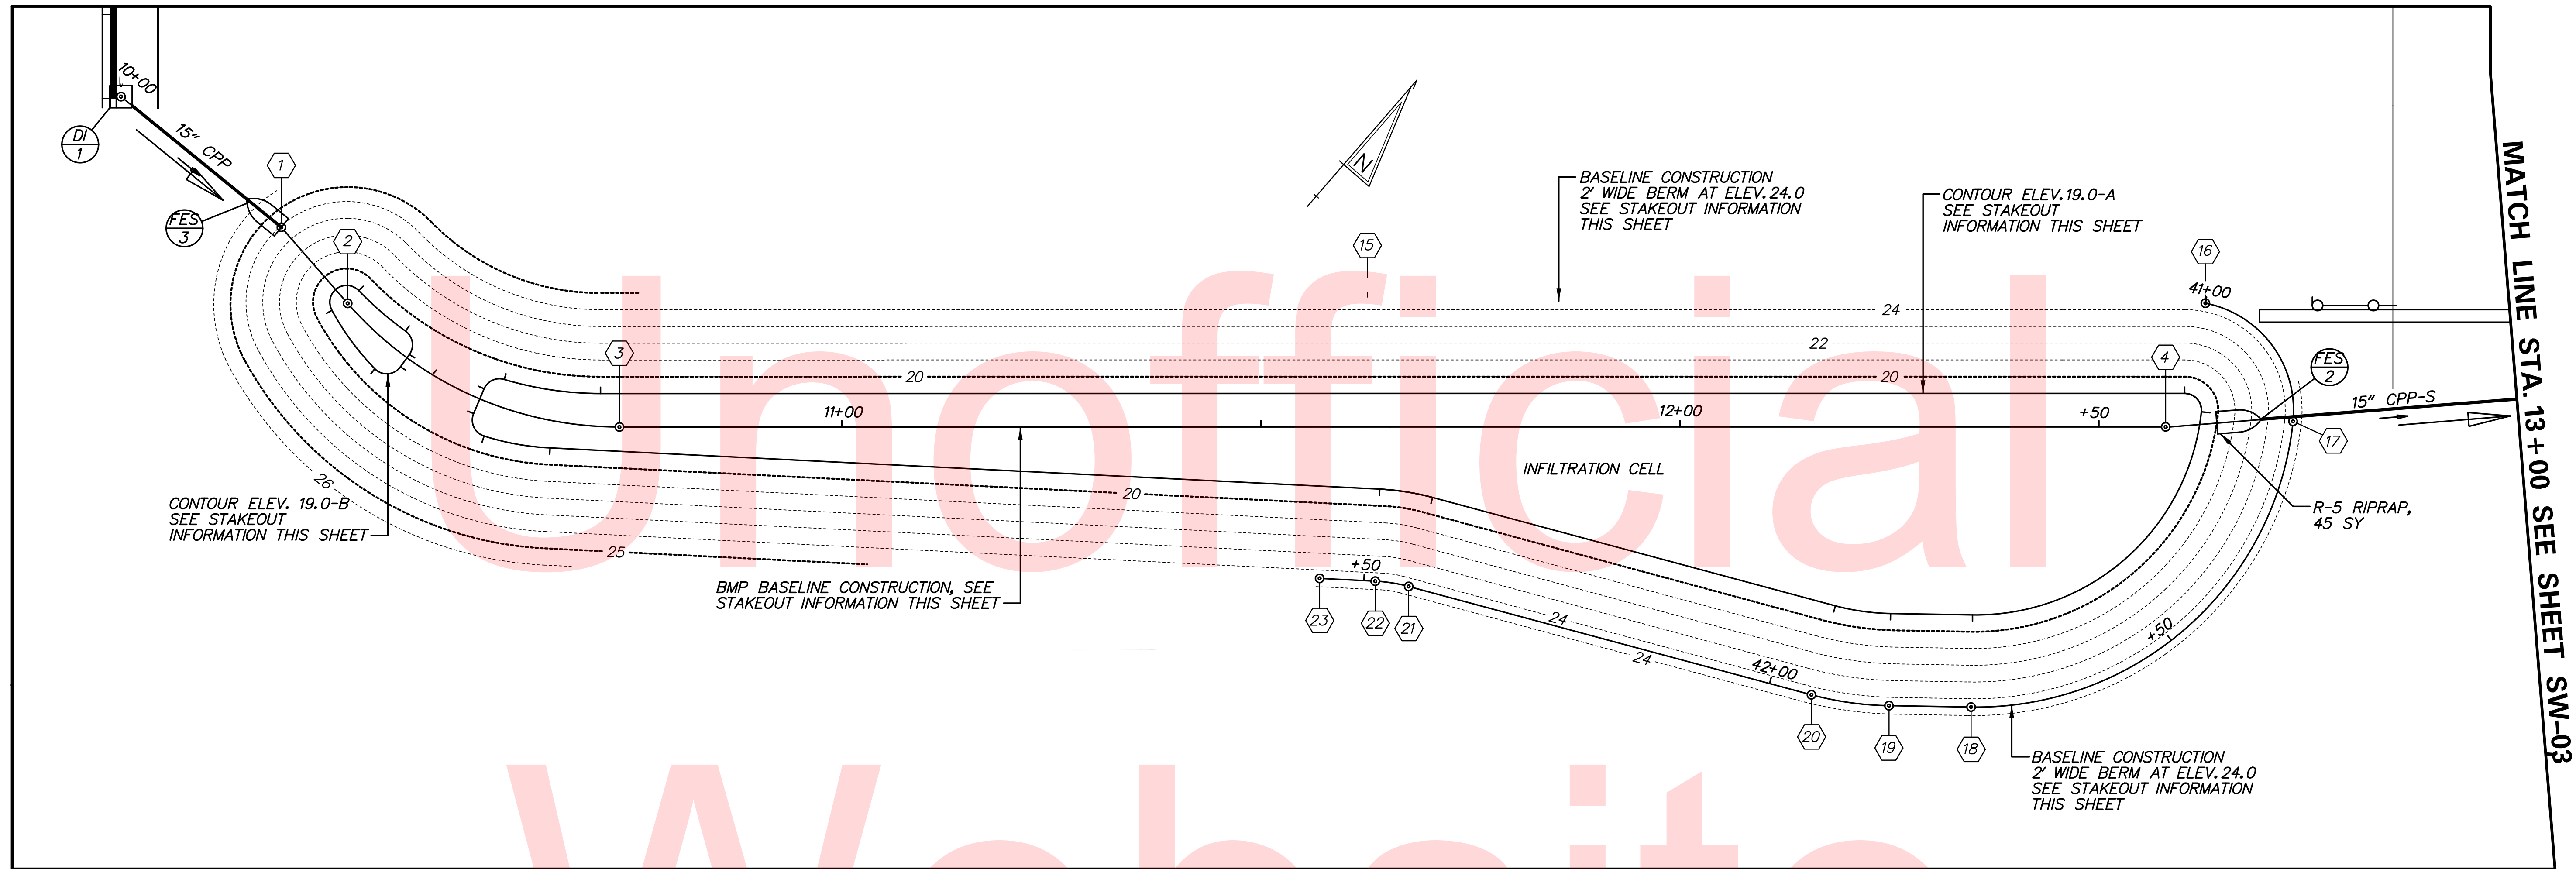 10+00
DI
1
15" CPP
1
FES
3
2
N
15
BASELINE CONSTRUCTION
2' WIDE BERM AT ELEV. 24.0
SEE STAKEOUT INFORMATION
THIS SHEET
CONTOUR ELEV. 19.0-A
SEE STAKEOUT
INFORMATION THIS SHEET
16
41+00
24
22
3
4
FES
2
20
20
11+00
12+00
+50
15" CPP-S
17
INFILTRATION CELL
26
CONTOUR ELEV. 19.0-B
SEE STAKEOUT
INFORMATION THIS SHEET
20
R-5 RIPRAP,
45 SY
25
BMP BASELINE CONSTRUCTION, SEE
STAKEOUT INFORMATION THIS SHEET
+50
23
22
21
24
24
42+00
+50
20
19
18
BASELINE CONSTRUCTION
2' WIDE BERM AT ELEV. 24.0
SEE STAKEOUT INFORMATION
THIS SHEET
MATCH LINE STA. 13+00 SEE SHEET SW-03
Unofficial
Website